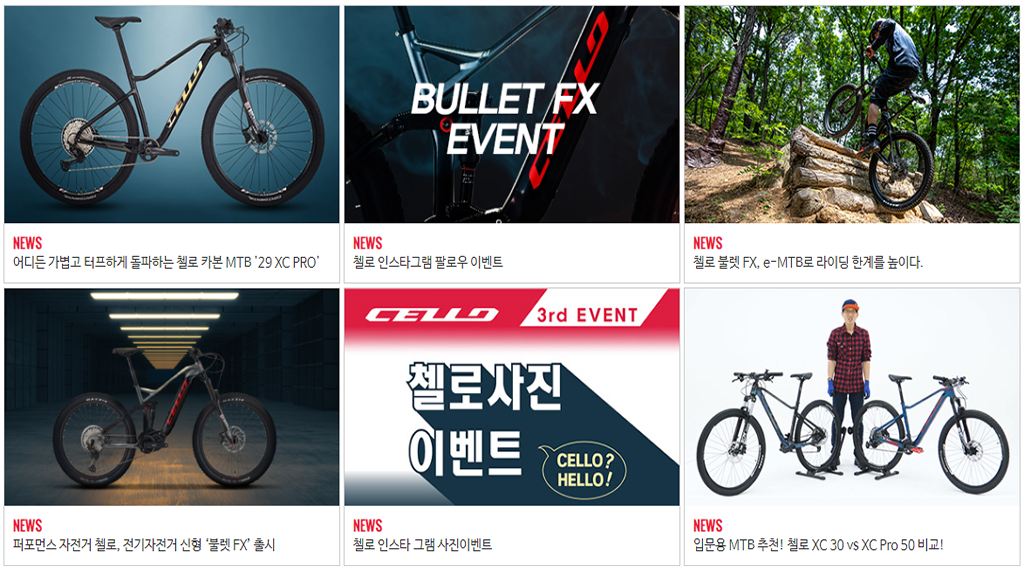 CELLO
BULLET FX
EVENT
CELLO
NEWS
어디든 가볍고 터프하게 돌파하는 첼로 카본 MTB '29 XC PRO'
NEWS
첼로 인스타그램 팔로우 이벤트
NEWS
첼로 불렛 FX, e-MTB로 라이딩 한계를 높이다.
CELLO
CELLO
3rd EVENT
첼로사진
이벤트
CELLO?
HELLO!
NEWS
퍼포먼스 자전거 첼로, 전기자전거 신형 ‘불렛 FX’ 출시
NEWS
첼로 인스타 그램 사진이벤트
NEWS
입문용 MTB 추천! 첼로 XC 30 vs XC Pro 50 비교!